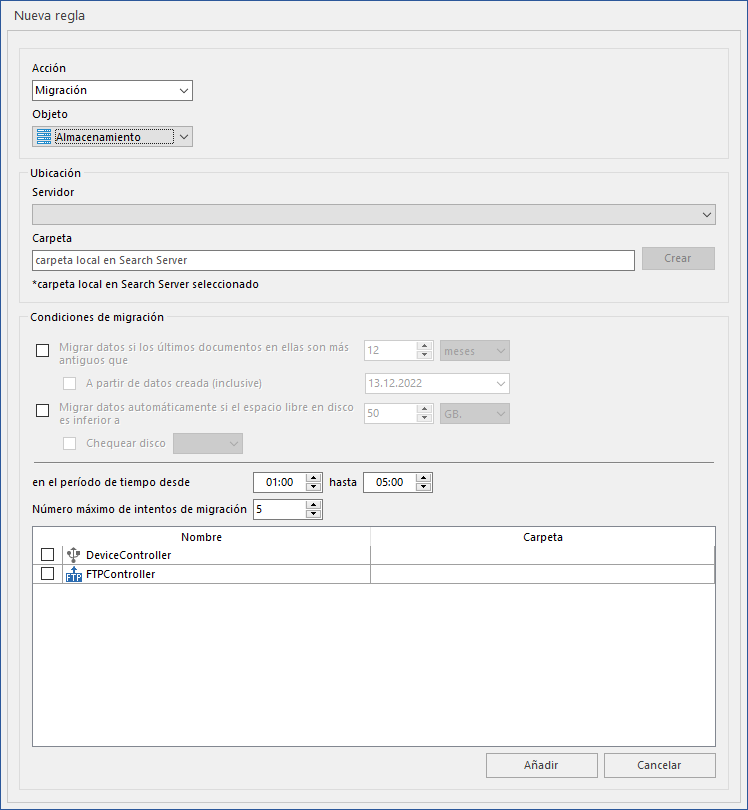 Nueva regla
Acción
Migración
Objeto
Almacenamiento
Ubicación
Servidor
Carpeta
carpeta local en Search Server
Crear
*carpeta local en Search Server seleccionado
Condiciones de migración
Migrar datos si los últimos documentos en ellas son más
antiguos que
12
meses
A partir de datos creada (inclusive)
13.12.2022
Migrar datos automáticamente si el espacio libre en disco
es inferior a
50
GB.
Chequear disco
en el período de tiempo desde
01:00
hasta
05:00
Número máximo de intentos de migración
5
Nombre
Carpeta
DeviceController
FTP
FTPController
Añadir
Cancelar